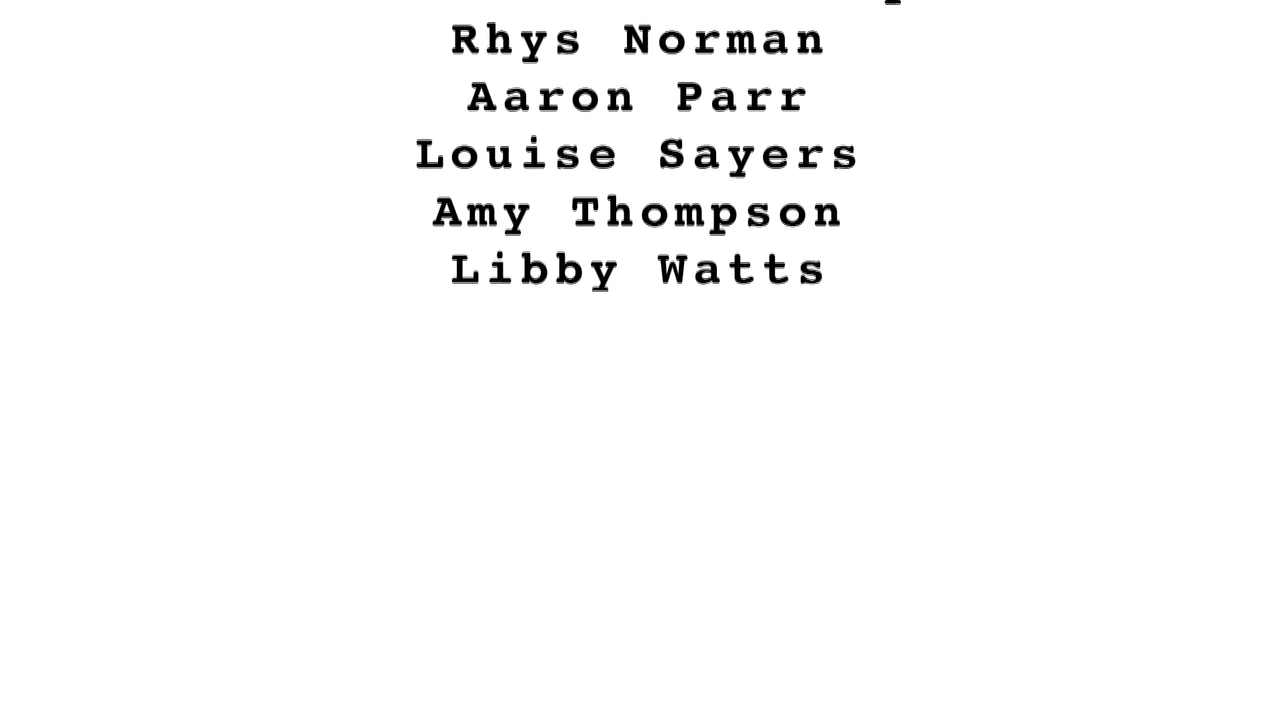 Rhys Norman
Aaron Parr
Louise Sayers
Amy Thompson
Libby Watts